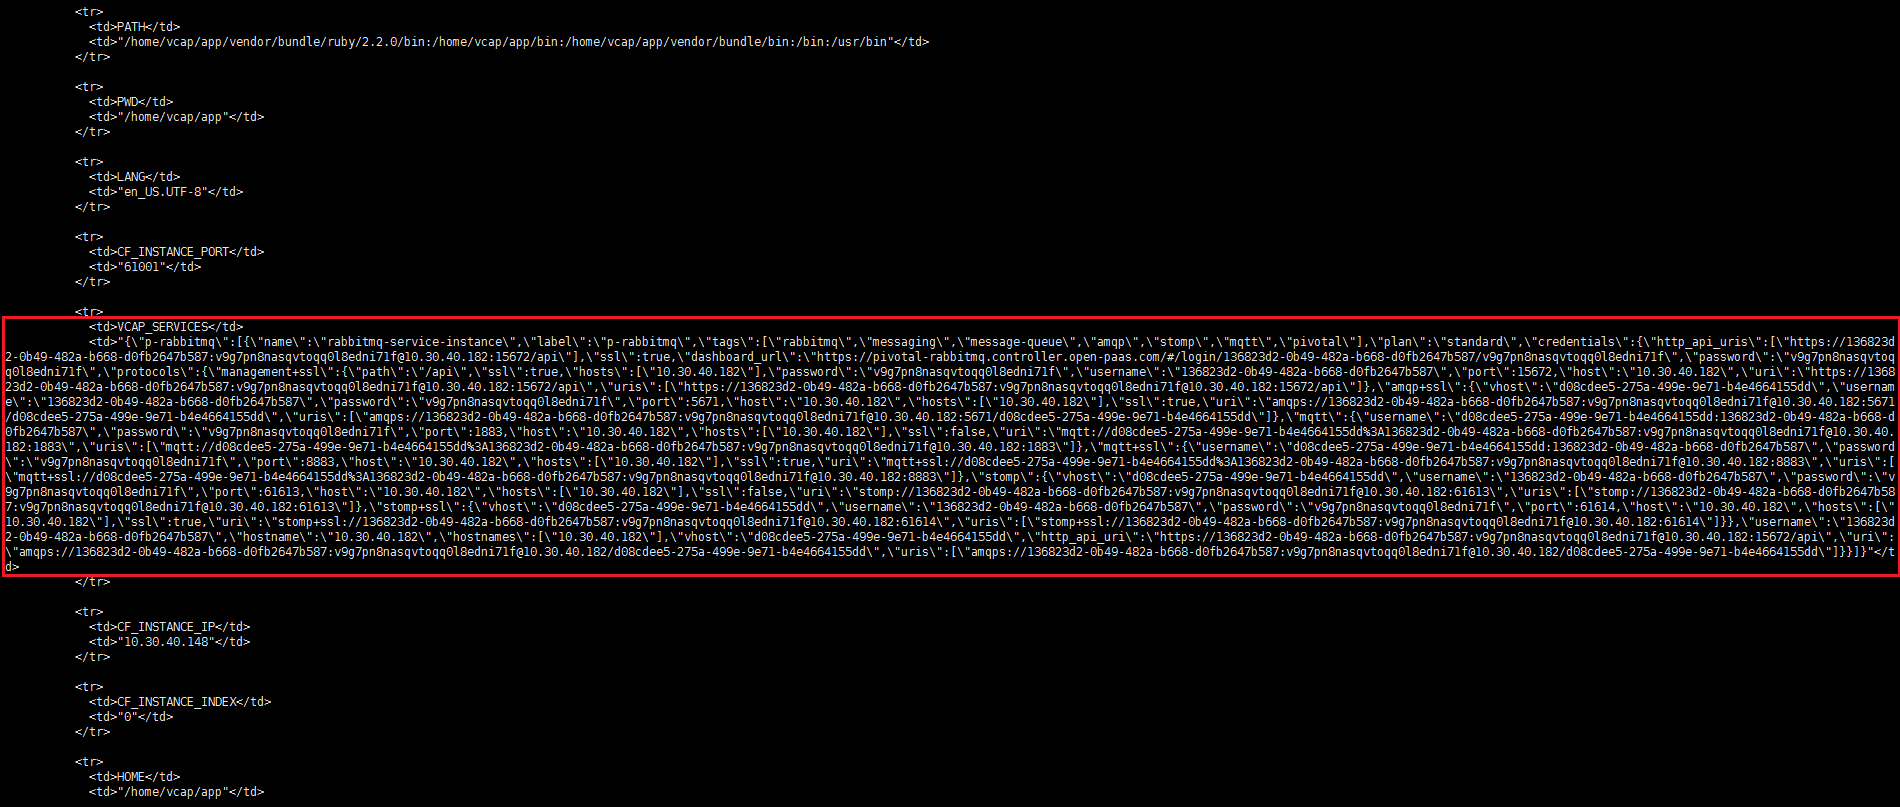 <tr>
<td>PATH</td>
<td>"/home/vcap/app/vendor/bundle/ruby/2.2.0/bin:/home/vcap/app/bin:/home/vcap/app/vendor/bundle/bin:/bin:/usr/bin"</td>
</tr>
<tr>
<td>PWD</td>
<td>"/home/vcap/app"</td>
</tr>
<tr>
<td>LANG</td>
<td>"en_US.UTF-8"</td>
</tr>
<tr>
<td>CF_INSTANCE_PORT</td>
<td>"61001"</td>
</tr>
<tr>
<td>VCAP_SERVICES</td>
<td>"{\"p-rabbitmq\":[{\"name\":\"rabbitmq-service-instance\",\"label\":\"p-rabbitmq\",\"tags\":[\"rabbitmq\",\"messaging\",\"message-queue\",\"amqp\",\"stomp\",\"mqtt\",\"pivotal\"],\"plan\":\"standard\",\"credentials\":{\"http_api_uris\":[\"https://136823d
2-0b49-482a-b668-d0fb2647b587:v9g7pn8nasqvtoqq0l8edni71f@10.30.40.182:15672/api\"],\"ssl\":true,\"dashboard_url\":\"https://pivotal-rabbitmq.controller.open-paas.com/#/login/136823d2-0b49-482a-b668-d0fb2647b587/v9g7pn8nasqvtoqq0l8edni71f\",\"password\":\"v9g7pn8nasqvtoq
q0l8edni71f\",\"protocols\":{\"management+ssl\":{\"path\":\"/api\",\"ssl\":true,\"hosts\":[\"10.30.40.182\"],\"password\":\"v9g7pn8nasqvtoqq0l8edni71f\",\"username\":\"136823d2-0b49-482a-b668-d0fb2647b587\",\"port\":15672,\"host\":\"10.30.40.182\",\"uri\":\"https://1368
23d2-0b49-482a-b668-d0fb2647b587:v9g7pn8nasqvtoqq0l8edni71f@10.30.40.182:15672/api\",\"uris\":[\"https://136823d2-0b49-482a-b668-d0fb2647b587:v9g7pn8nasqvtoqq0l8edni71f@10.30.40.182:15672/api\"]},\"amqp+ssl\":{\"vhost\":\"d08cdee5-275a-499e-9e71-b4e4664155dd\",\"usernam
e\":\"136823d2-0b49-482a-b668-d0fb2647b587\",\"password\":\"v9g7pn8nasqvtoqq0l8edni71f\",\"port\":5671,\"host\":\"10.30.40.182\",\"hosts\":[\"10.30.40.182\"],\"ssl\":true,\"uri\":\"amqps://136823d2-0b49-482a-b668-d0fb2647b587:v9g7pn8nasqvtoqq0l8edni71f@10.30.40.182:5671
/d08cdee5-275a-499e-9e71-b4e4664155dd\",\"uris\":[\"amqps://136823d2-0b49-482a-b668-d0fb2647b587:v9g7pn8nasqvtoqq0l8edni71f@10.30.40.182:5671/d08cdee5-275a-499e-9e71-b4e4664155dd\"]},\"mqtt\":{\"username\":\"d08cdee5-275a-499e-9e71-b4e4664155dd:136823d2-0b49-482a-b668-d
0fb2647b587\",\"password\":\"v9g7pn8nasqvtoqq0l8edni71f\",\"port\":1883,\"host\":\"10.30.40.182\",\"hosts\":[\"10.30.40.182\"],\"ssl\":false,\"uri\":\"mqtt://d08cdee5-275a-499e-9e71-b4e4664155dd%3A136823d2-0b49-482a-b668-d0fb2647b587:v9g7pn8nasqvtoqq0l8edni71f@10.30.40.
182:1883\",\"uris\":[\"mqtt://d08cdee5-275a-499e-9e71-b4e4664155dd%3A136823d2-0b49-482a-b668-d0fb2647b587:v9g7pn8nasqvtoqq0l8edni71f@10.30.40.182:1883\"]},\"mqtt+ssl\":{\"username\":\"d08cdee5-275a-499e-9e71-b4e4664155dd:136823d2-0b49-482a-b668-d0fb2647b587\",\"password
\":\"v9g7pn8nasqvtoqq0l8edni71f\",\"port\":8883,\"host\":\"10.30.40.182\",\"hosts\":[\"10.30.40.182\"],\"ssl\":true,\"uri\":\"mqtt+ssl://d08cdee5-275a-499e-9e71-b4e4664155dd%3A136823d2-0b49-482a-b668-d0fb2647b587:v9g7pn8nasqvtoqq0l8edni71f@10.30.40.182:8883\",\"uris\":[
\"mqtt+ssl://d08cdee5-275a-499e-9e71-b4e4664155dd%3A136823d2-0b49-482a-b668-d0fb2647b587:v9g7pn8nasqvtoqq0l8edni71f@10.30.40.182:8883\"]},\"stomp\":{\"vhost\":\"d08cdee5-275a-499e-9e71-b4e4664155dd\",\"username\":\"136823d2-0b49-482a-b668-d0fb2647b587\",\"password\":\"v
9g7pn8nasqvtoqq0l8edni71f\",\"port\":61613,\"host\":\"10.30.40.182\",\"hosts\":[\"10.30.40.182\"],\"ssl\":false,\"uri\":\"stomp://136823d2-0b49-482a-b668-d0fb2647b587:v9g7pn8nasqvtoqq0l8edni71f@10.30.40.182:61613\",\"uris\":[\"stomp://136823d2-0b49-482a-b668-d0fb2647b58
7:v9g7pn8nasqvtoqq0l8edni71f@10.30.40.182:61613\"]},\"stomp+ssl\":{\"vhost\":\"d08cdee5-275a-499e-9e71-b4e4664155dd\",\"username\":\"136823d2-0b49-482a-b668-d0fb2647b587\",\"password\":\"v9g7pn8nasqvtoqq0l8edni71f\",\"port\":61614,\"host\":\"10.30.40.182\",\"hosts\":[\"
10.30.40.182\"],\"ssl\":true,\"uri\":\"stomp+ssl://136823d2-0b49-482a-b668-d0fb2647b587:v9g7pn8nasqvtoqq0l8edni71f@10.30.40.182:61614\",\"uris\":[\"stomp+ssl://136823d2-0b49-482a-b668-d0fb2647b587:v9g7pn8nasqvtoqq0l8edni71f@10.30.40.182:61614\"]}},\"username\":\"136823d
2-0b49-482a-b668-d0fb2647b587\",\"hostname\":\"10.30.40.182\",\"hostnames\":[\"10.30.40.182\"],\"vhost\":\"d08cdee5-275a-499e-9e71-b4e4664155dd\",\"http_api_uri\":\"https://136823d2-0b49-482a-b668-d0fb2647b587:v9g7pn8nasqvtoqq0l8edni71f@10.30.40.182:15672/api\",\"uri\":
\"amqps://136823d2-0b49-482a-b668-d0fb2647b587:v9g7pn8nasqvtoqq0l8edni71f@10.30.40.182/d08cdee5-275a-499e-9e71-b4e4664155dd\",\"uris\":[\"amqps://136823d2-0b49-482a-b668-d0fb2647b587:v9g7pn8nasqvtoqq0l8edni71f@10.30.40.182/d08cdee5-275a-499e-9e71-b4e4664155dd\"]}}]}"</t
d>
</tr>
<tr>
<td>CF_INSTANCE_IP</td>
<td>"10.30.40.148"</td>
</tr>
<tr>
<td>CF_INSTANCE_INDEX</td>
<td>"0"</td>
</tr>
<tr>
<td>HOME</td>
<td>"/home/vcap/app"</td>